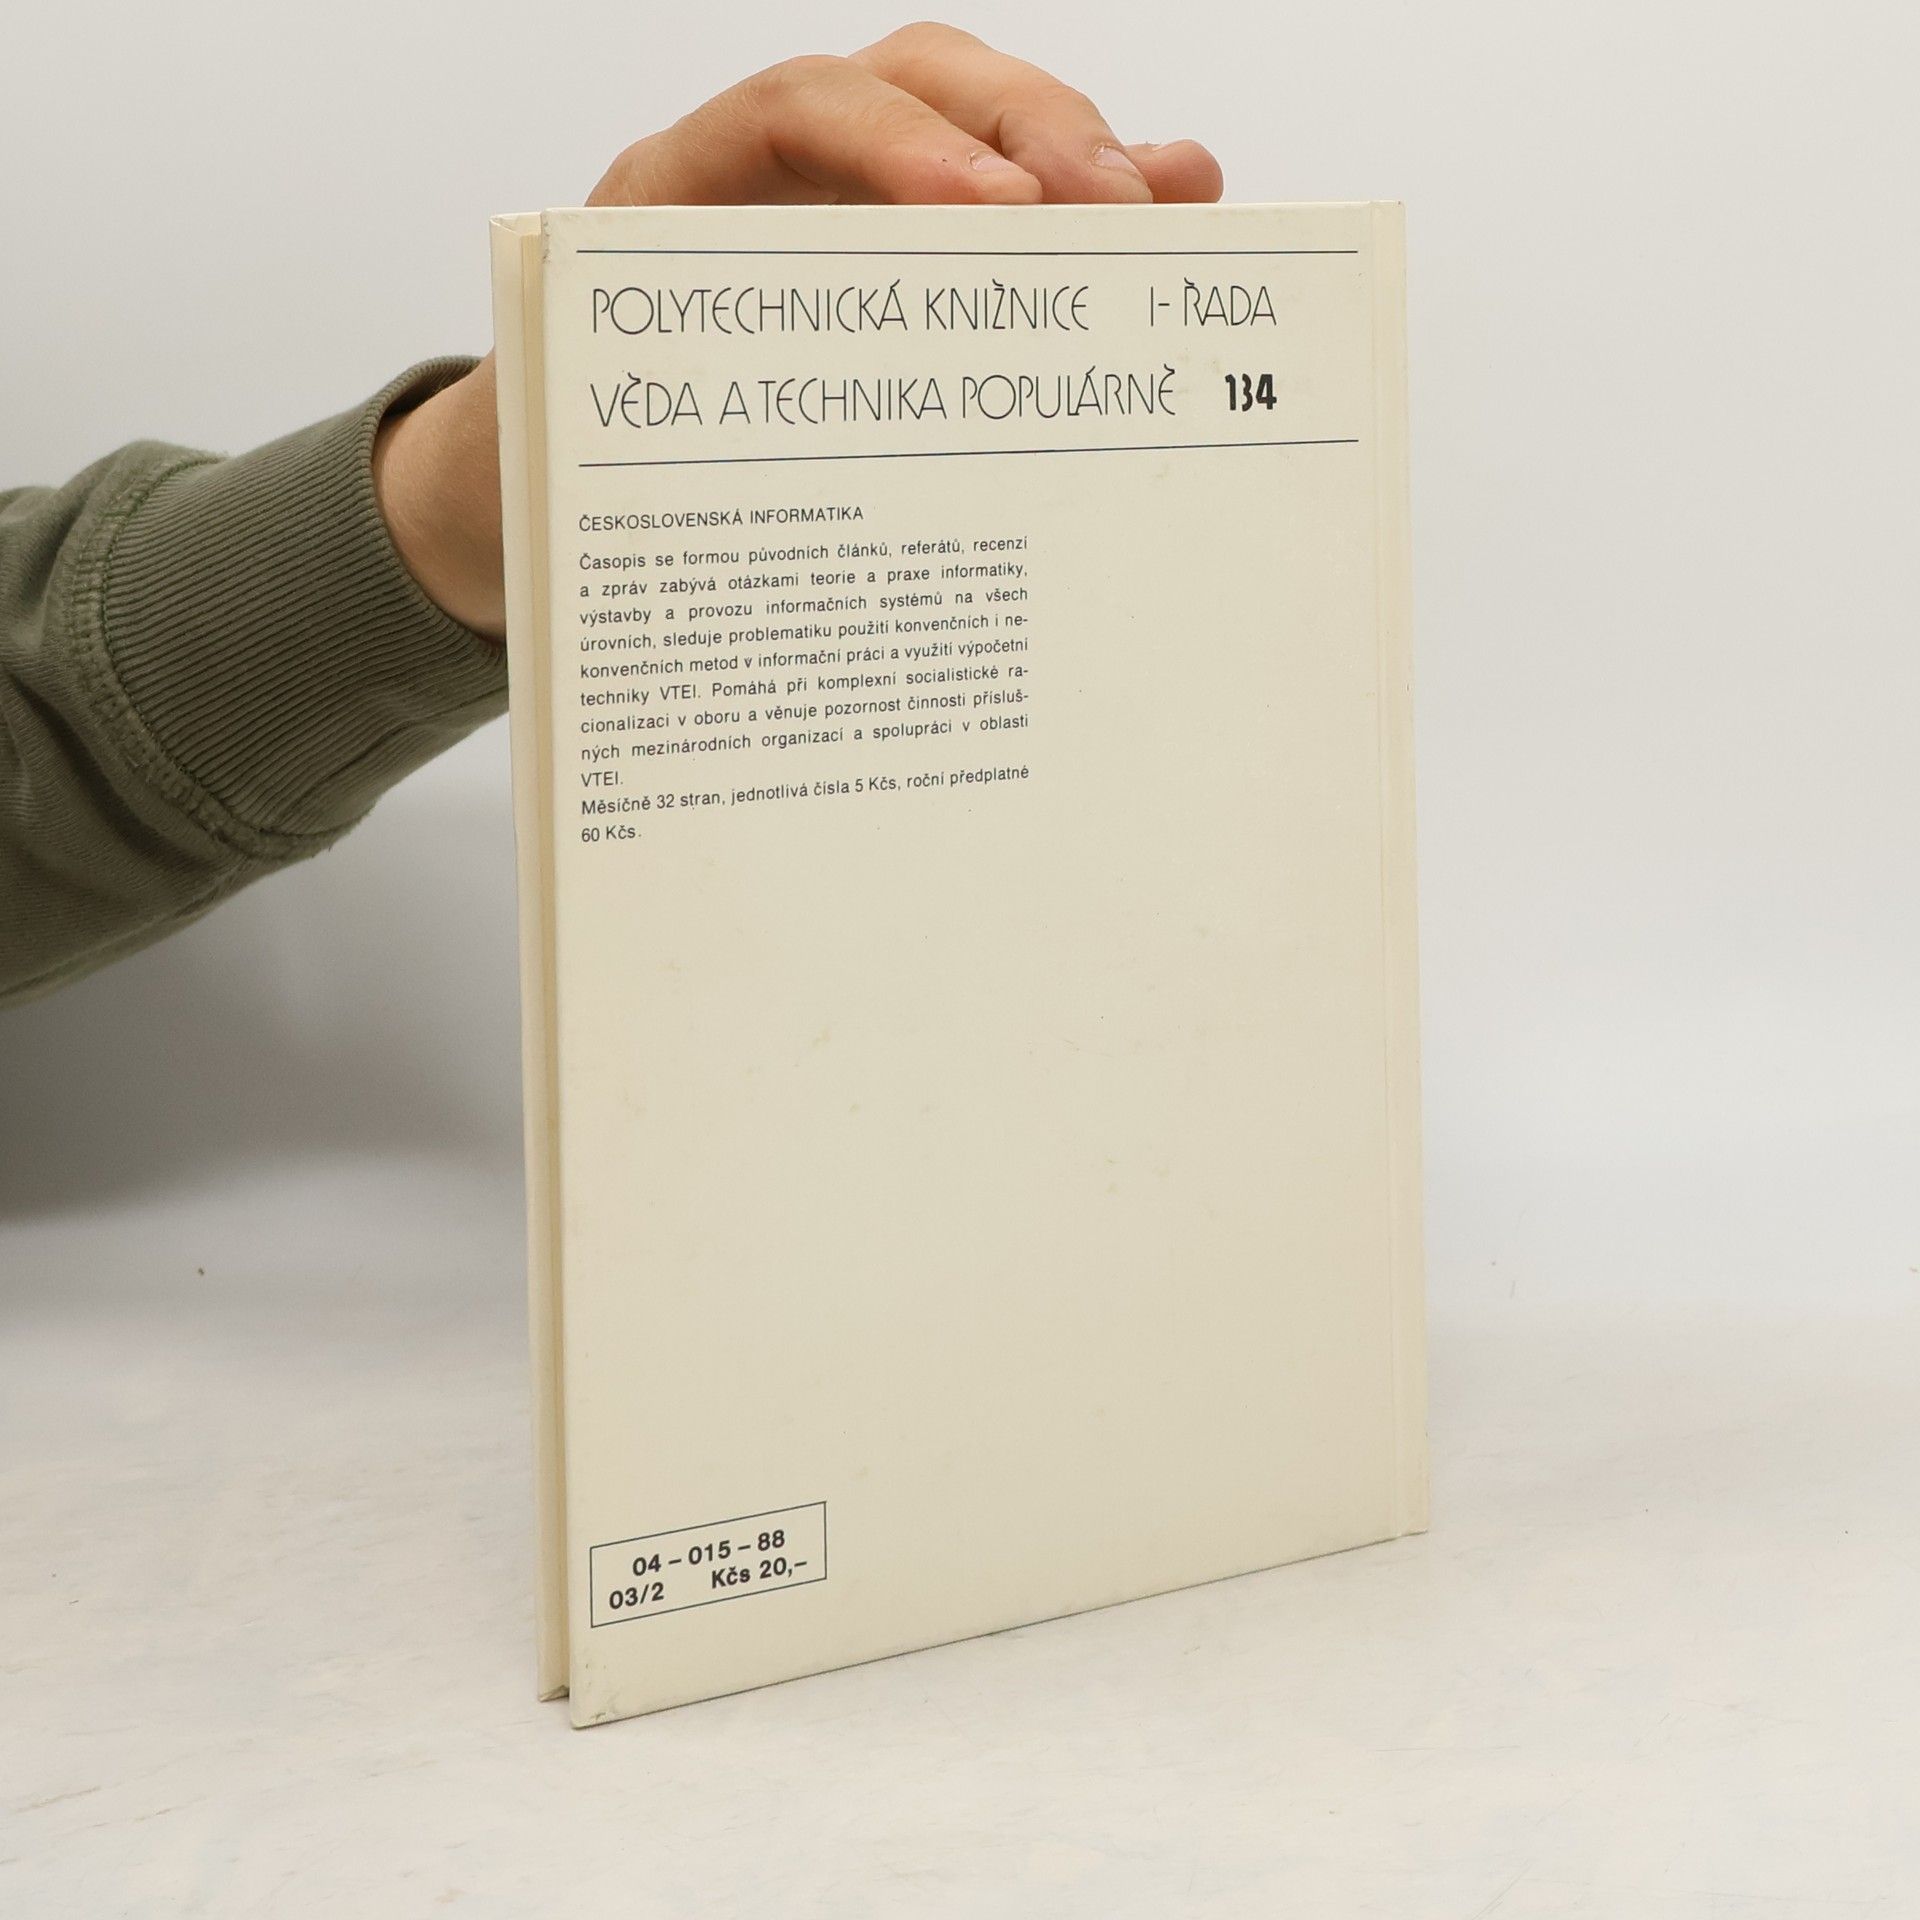 POLYTECHNICKÁ KNIŽNICE I-ŘADA
VĚDA A TECHNIKA POPULÁRNĚ 134
ČESKOSLOVENSKÁ INFORMATIKA
Časopis se formou původních článků, referátů, recenzí
a zpráv zabývá otázkami teorie a praxe informatiky,
výstavby a provozu informačních systémů na všech
úrovních, sleduje problematiku použití konvenčních i ne-
konvenčních metod v informační práci a využití výpočetní
techniky VTEI. Pomáhá při komplexní socialistické ra-
cionalizaci v oboru a věnuje pozornost činnosti přísluš-
ných mezinárodních organizací a spolupráci v oblasti
VTEI.
Měsíčně 32 stran, jednotlivá čísla 5 Kčs, roční předplatné
60 Kčs.
04 – 015 – 88
03/2 Kčs 20,–